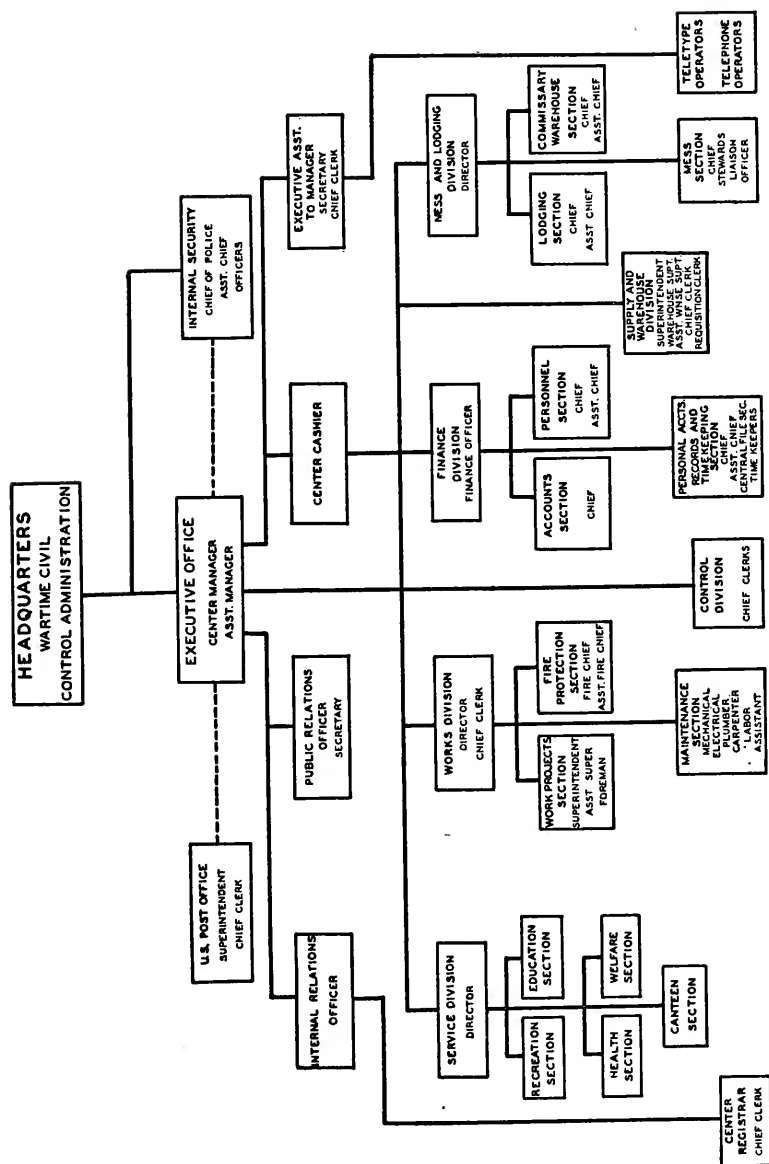 HEADQUARTERS
WARTIME CIVIL
CONTROL ADMINISTRATION
INTERNAL SECURITY
CHIEF OF POLICE
ASST. CHIEF
OFFICERS
EXECUTIVE OFFICE
CENTER MANAGER
ASST. MANAGER
U.S. POST OFFICE
SUPERINTENDENT
CHIEF CLERK
INTERNAL RELATIONS
OFFICER
PUBLIC RELATIONS
OFFICER
SECRETARY
CENTER CASHIER
EXECUTIVE ASST.
TO MANAGER
SECRETARY
CHIEF CLERK
SERVICE DIVISION
DIRECTOR
WORKS DIVISION
DIRECTOR
CHIEF CLERK
FINANCE
DIVISION
FINANCE OFFICER
MESS AND LODGING
DIVISION
DIRECTOR
RECREATION
SECTION
EDUCATION
SECTION
HEALTH
SECTION
WELFARE
SECTION
CANTEEN
SECTION
WORK PROJECTS
SECTION
SUPERINTENDENT
ASST SUPER
FOREMAN
FIRE
PROTECTION
SECTION
FIRE CHIEF
ASST. FIRE CHIEF
ACCOUNTS
SECTION
CHIEF
PERSONNEL
SECTION
CHIEF
ASST. CHIEF
LODGING
SECTION
CHIEF
ASST CHIEF
COMMISSARY
WAREHOUSE
SECTION
CHIEF
ASST. CHIEF
CENTER
REGISTRAR
CHIEF CLERK
MAINTENANCE
SECTION
MECHANICAL
ELECTRICAL
PLUMBER
CARPENTER
LABOR
ASSISTANT
CONTROL
DIVISION
CHIEF CLERKS
PERSONAL ACCTS.
RECORDS AND
TIME KEEPING
SECTION
CHIEF
ASST. CHIEF
CENTRAL FILE SEC.
TIME KEEPERS
SUPPLY AND
WAREHOUSE
DIVISION
SUPERINTENDENT
WAREHOUSE SUPT.
ASST. WHSE SUPT.
CHIEF CLERK
REQUISITION CLERK
MESS
SECTION
CHIEF
STEWARDS
LIAISON
OFFICER
TELETYPE
OPERATORS
TELEPHONE
OPERATORS